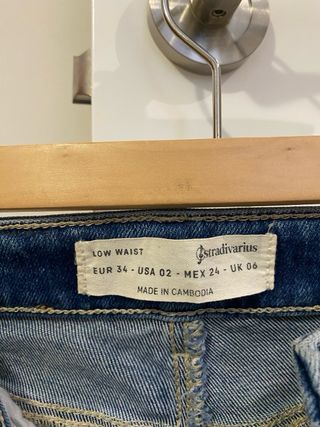 LOW WAIST stradivarius
EUR 34 - USA 02 - MEX 24 - UK 06
MADE IN CAMBODIA